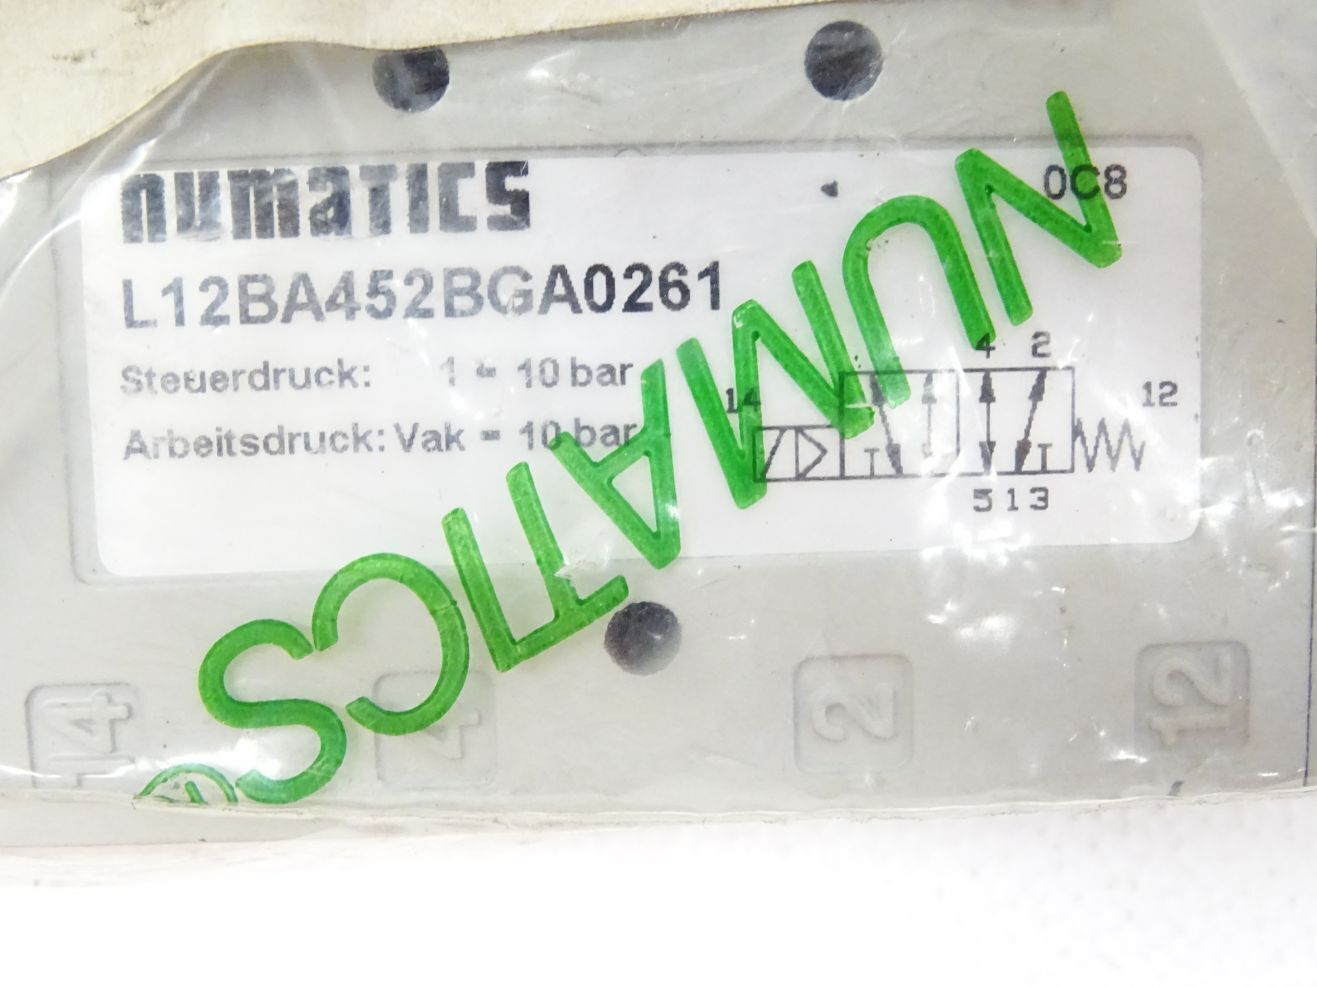 numatics
0C8
L12BA452BGA0261
Steuerdruck: 1 - 10 bar
Arbeitsdruck: Vak - 10 bar
14 4 2 12
5 1 3
NUMATICS
14 4 2 12